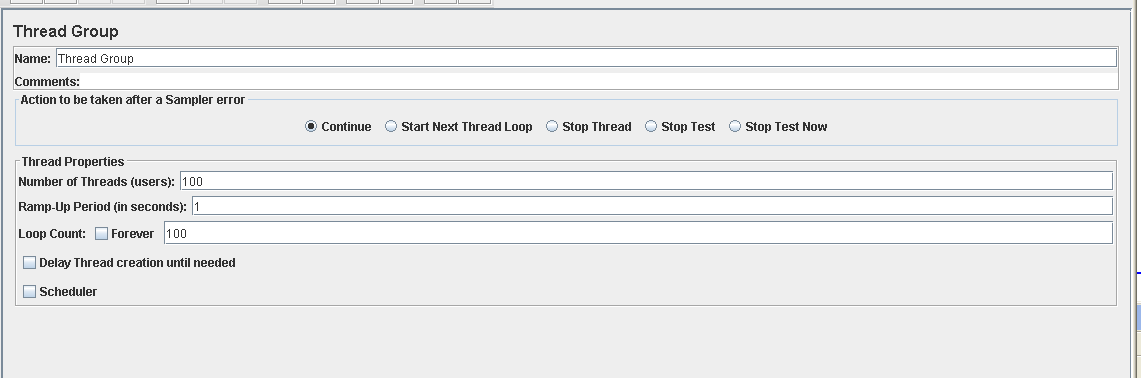 Thread Group
Name: Thread Group
Comments:
Action to be taken after a Sampler error
Continue Start Next Thread Loop Stop Thread Stop Test Stop Test Now
Thread Properties
Number of Threads (users): 100
Ramp-Up Period (in seconds): 1
Loop Count: Forever 100
Delay Thread creation until needed
Scheduler